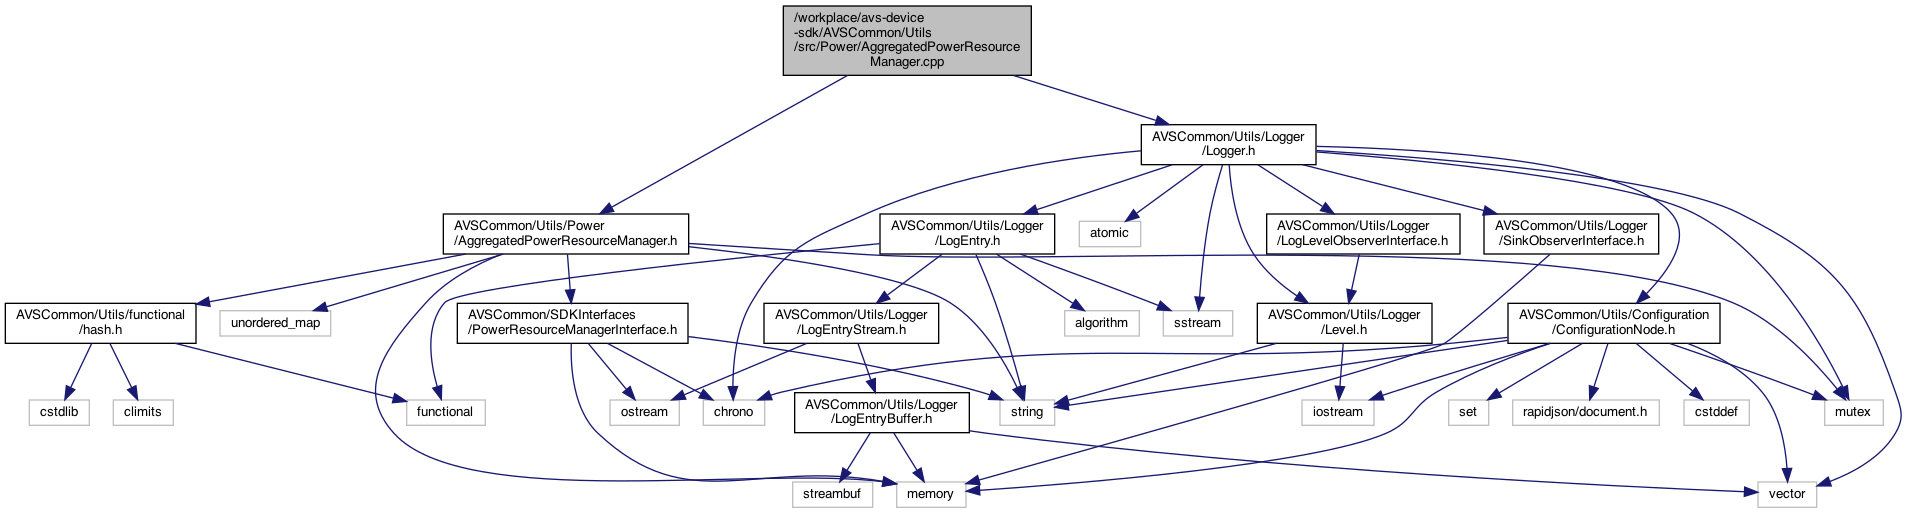 /workplace/avs-device
-sdk/AVSCommon/Utils
/src/Power/AggregatedPowerResource
Manager.cpp
AVSCommon/Utils/Logger
/Logger.h
AVSCommon/Utils/Power
/AggregatedPowerResourceManager.h
AVSCommon/Utils/Logger
/LogEntry.h
atomic
AVSCommon/Utils/Logger
/LogLevelObserverInterface.h
AVSCommon/Utils/Logger
/SinkObserverInterface.h
AVSCommon/Utils/functional
/hash.h
unordered_map
AVSCommon/SDKInterfaces
/PowerResourceManagerInterface.h
AVSCommon/Utils/Logger
/LogEntryStream.h
algorithm
sstream
AVSCommon/Utils/Logger
/Level.h
AVSCommon/Utils/Configuration
/ConfigurationNode.h
cstdlib
climits
functional
ostream
chrono
AVSCommon/Utils/Logger
/LogEntryBuffer.h
string
iostream
set
rapidjson/document.h
cstddef
mutex
streambuf
memory
vector